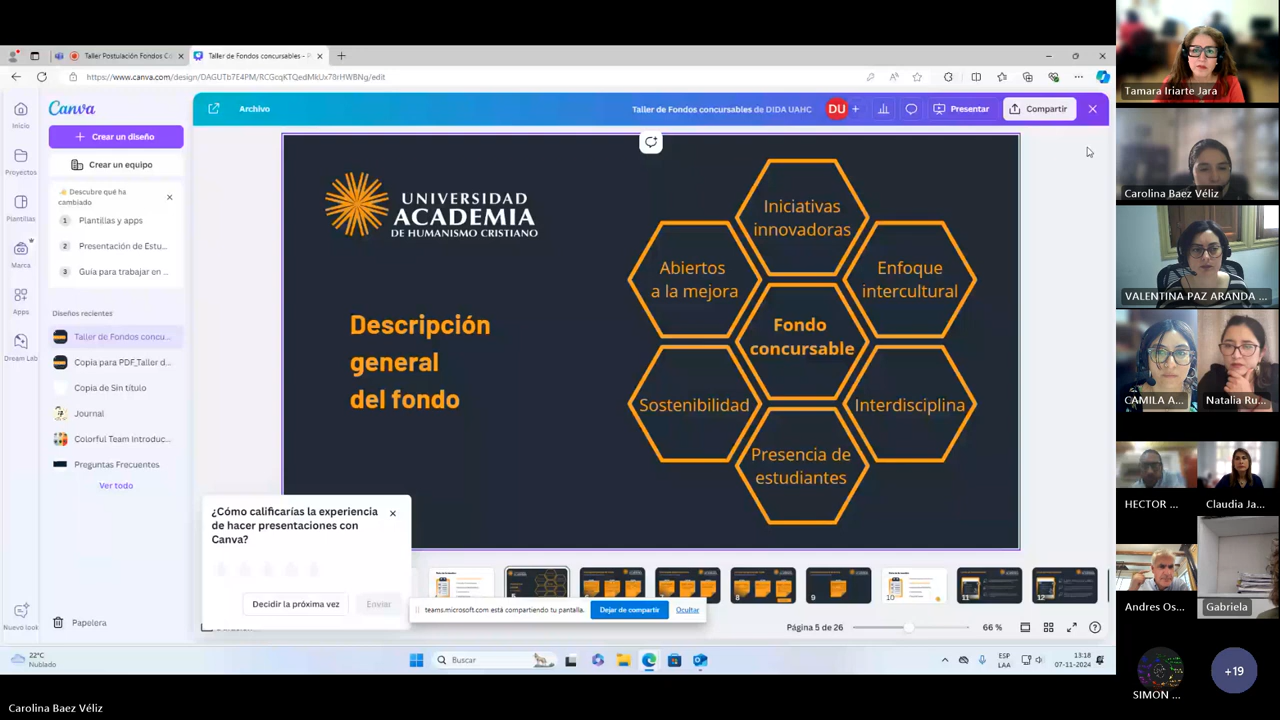 Taller Postulación Fondos Co
Taller de Fondos concursables - P
https://www.canva.com/design/DAGUTb7E4PM/RCGcqKTQedMkUx78rHWBNg/edit
Canva
Archivo
Taller de Fondos concursables de DIDA UAHC
DU
Presentar
Compartir
Inicio
Proyectos
Plantillas
Marca
Apps
Dream Lab
New look
Crear un diseño
Crear un equipo
Descubre qué ha
cambiado
1 Plantillas y apps
2 Presentación de Estu...
3 Guía para trabajar en ...
Diseños recientes
Taller de Fondos concu...
Copia para PDF_Taller d...
Copia de Sin título
Journal
Colorful Team Introduc...
Preguntas Frecuentes
Ver todo
Papelera
UNIVERSIDAD
ACADEMIA
DE HUMANISMO CRISTIANO
Descripción
general
del fondo
Iniciativas
innovadoras
Abiertos
a la mejora
Enfoque
intercultural
Fondo
concursable
Sostenibilidad
Interdisciplina
Presencia de
estudiantes
¿Cómo calificarías la experiencia
de hacer presentaciones con
Canva?
Decidir la próxima vez
Enviar
teams.microsoft.com está compartiendo tu pantalla.
Dejar de compartir
Ocultar
8
9
10
11
12
Página 5 de 26
66 %
22°C
Nublado
Buscar
ESP
LAA
13:18
07-11-2024
Tamara Iriarte Jara
Carolina Baez Véliz
VALENTINA PAZ ARANDA ...
CAMILA A...
Natalia Ru...
HECTOR ...
Claudia Ja...
Andres Os...
Gabriela
SIMON ...
+19
Carolina Baez Véliz